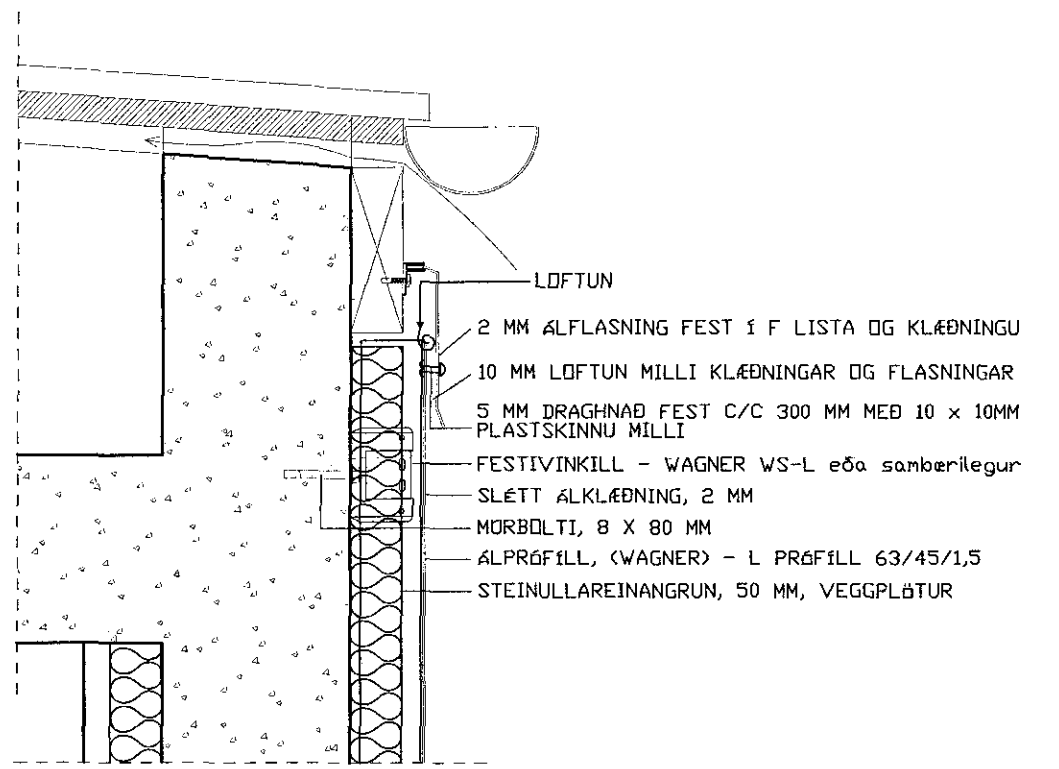 LOFTUN
2 MM ÁLFLASNING FEST Í F LISTA OG KLÆÐNINGU
10 MM LOFTUN MILLI KLÆÐNINGAR OG FLASNINGAR
5 MM DRAGHNAÐ FEST C/C 300 MM MEÐ 10 x 10MM
PLASTSKINNU MILLI
FESTIVINKILL - WAGNER WS-L eða sambærilegur
SLÉTT ÁLKLÆÐNING, 2 MM
MÚRBOLTI, 8 X 80 MM
ÁLPRÓFÍLL, (WAGNER) - L PRÓFÍLL 63/45/1,5
STEINULLAREINANGRUN, 50 MM, VEGGPLÖTUR